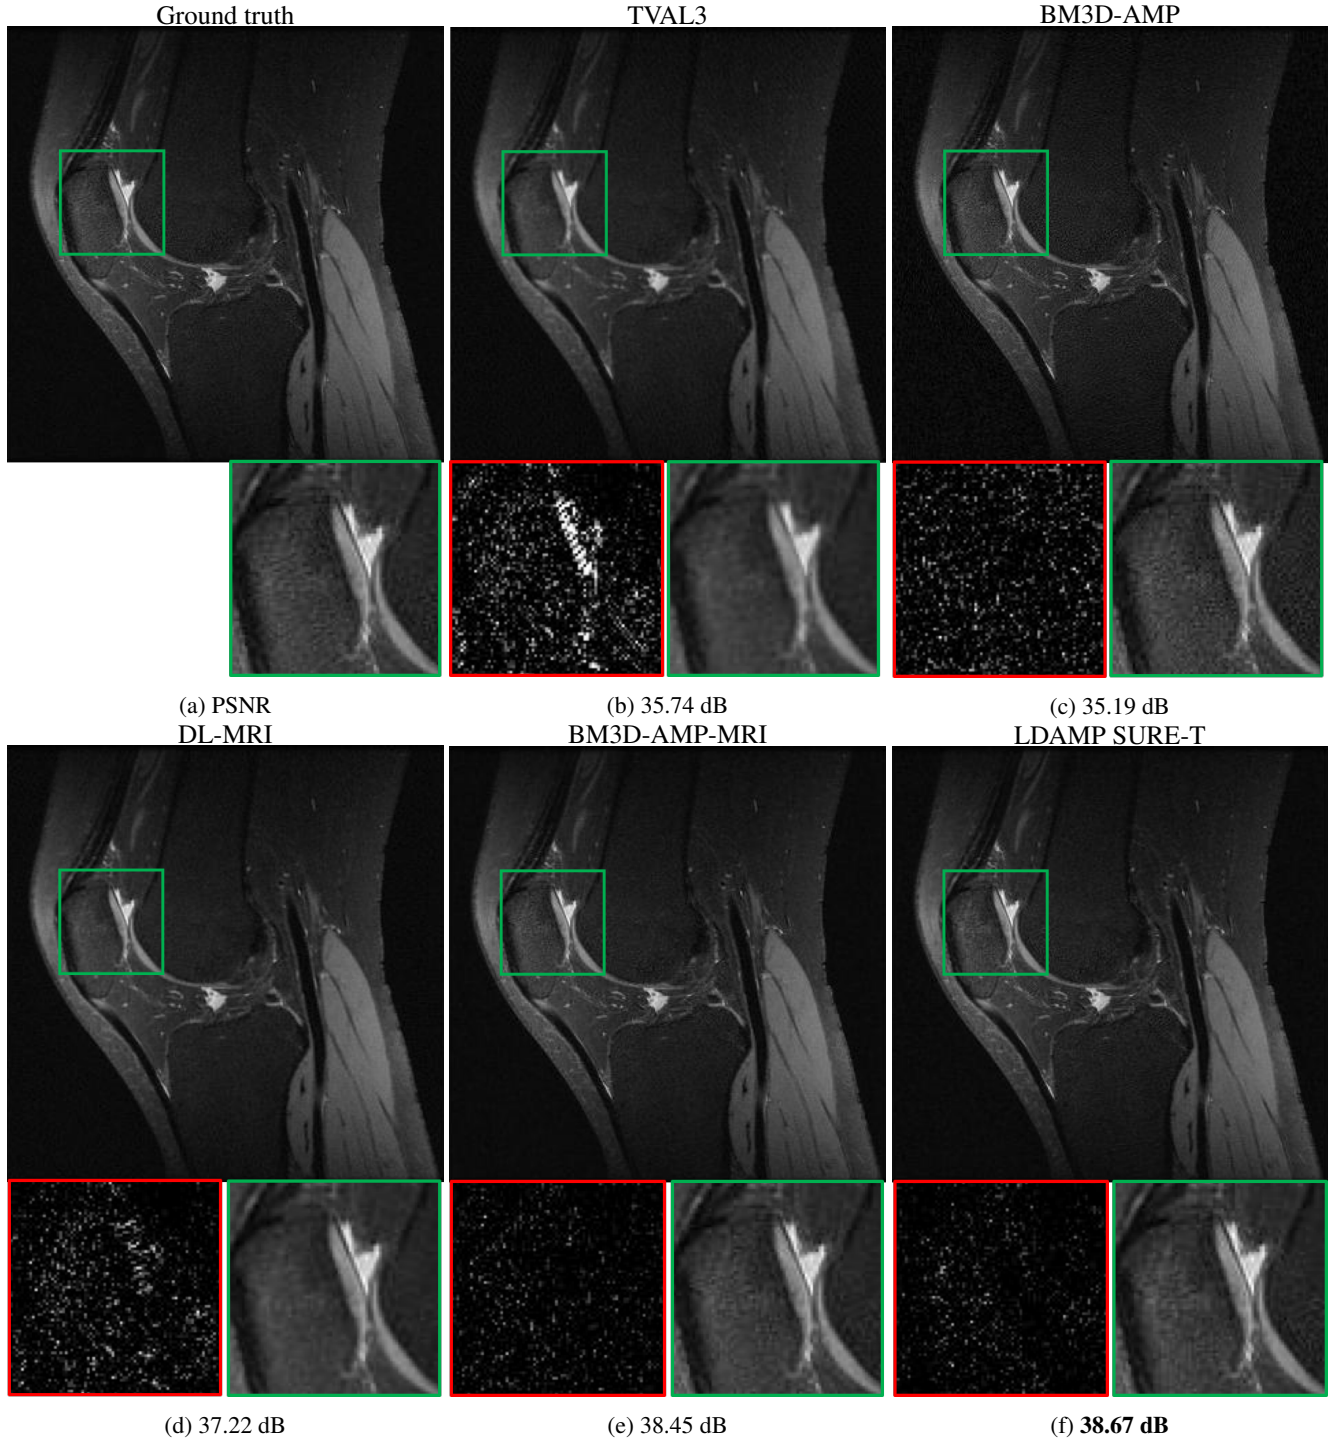 Ground truth
TVAL3
BM3D-AMP
(a) PSNR
(b) 35.74 dB
(c) 35.19 dB
DL-MRI
BM3D-AMP-MRI
LDAMP SURE-T
(d) 37.22 dB
(e) 38.45 dB
(f) 38.67 dB